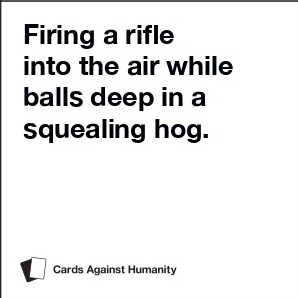 Firing a rifle
into the air while
balls deep in a
squealing hog.
Cards Against Humanity